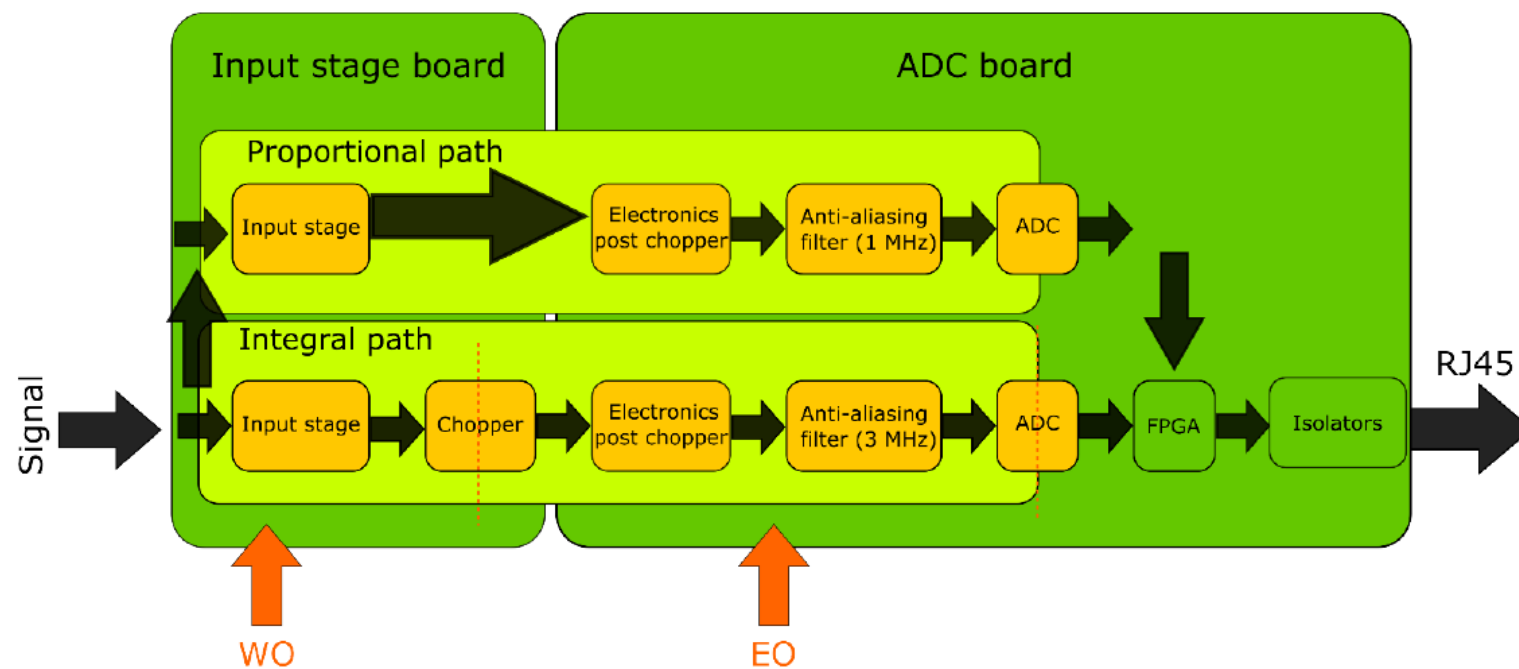 Input stage board
ADC board
Proportional path
Input stage
Electronics
post chopper
Anti-aliasing
filter (1 MHz)
ADC
Integral path
Signal
Input stage
Chopper
Electronics
post chopper
Anti-aliasing
filter (3 MHz)
ADC
FPGA
Isolators
RJ45
WO
EO